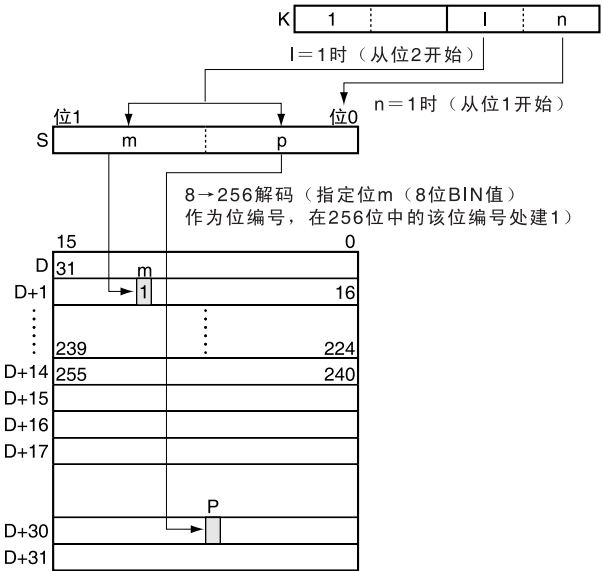 K 1 l n
l=1时（从位2开始）
n=1时（从位1开始）
位1 位0
S m p
8→256解码（指定位m（8位BIN值）
作为位编号，在256位中的该位编号处建1）
15 0
D 31 m
D+1 1 16
239 224
D+14 255 240
D+15
D+16
D+17
P
D+30
D+31